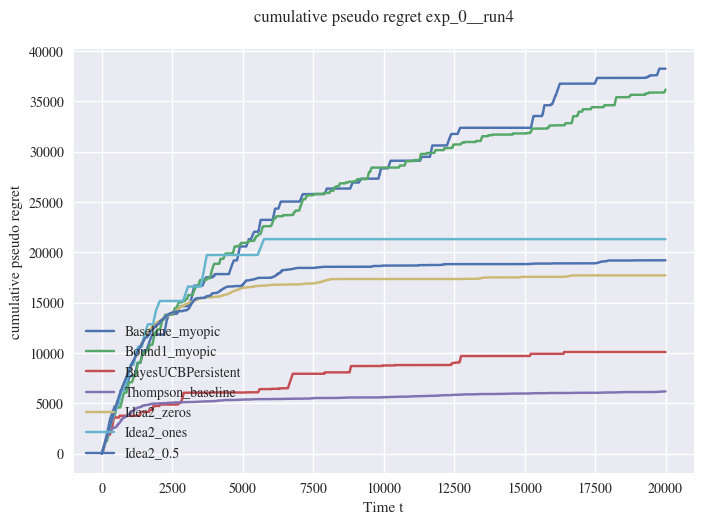 cumulative pseudo regret exp_0__run4
40000
35000
30000
25000
20000
15000
10000
5000
0
cumulative pseudo regret
Baseline_myopic
Bound1_myopic
BayesUCBPersistent
Thompson_baseline
Idea2_zeros
Idea2_ones
Idea2_0.5
0 2500 5000 7500 10000 12500 15000 17500 20000
Time t